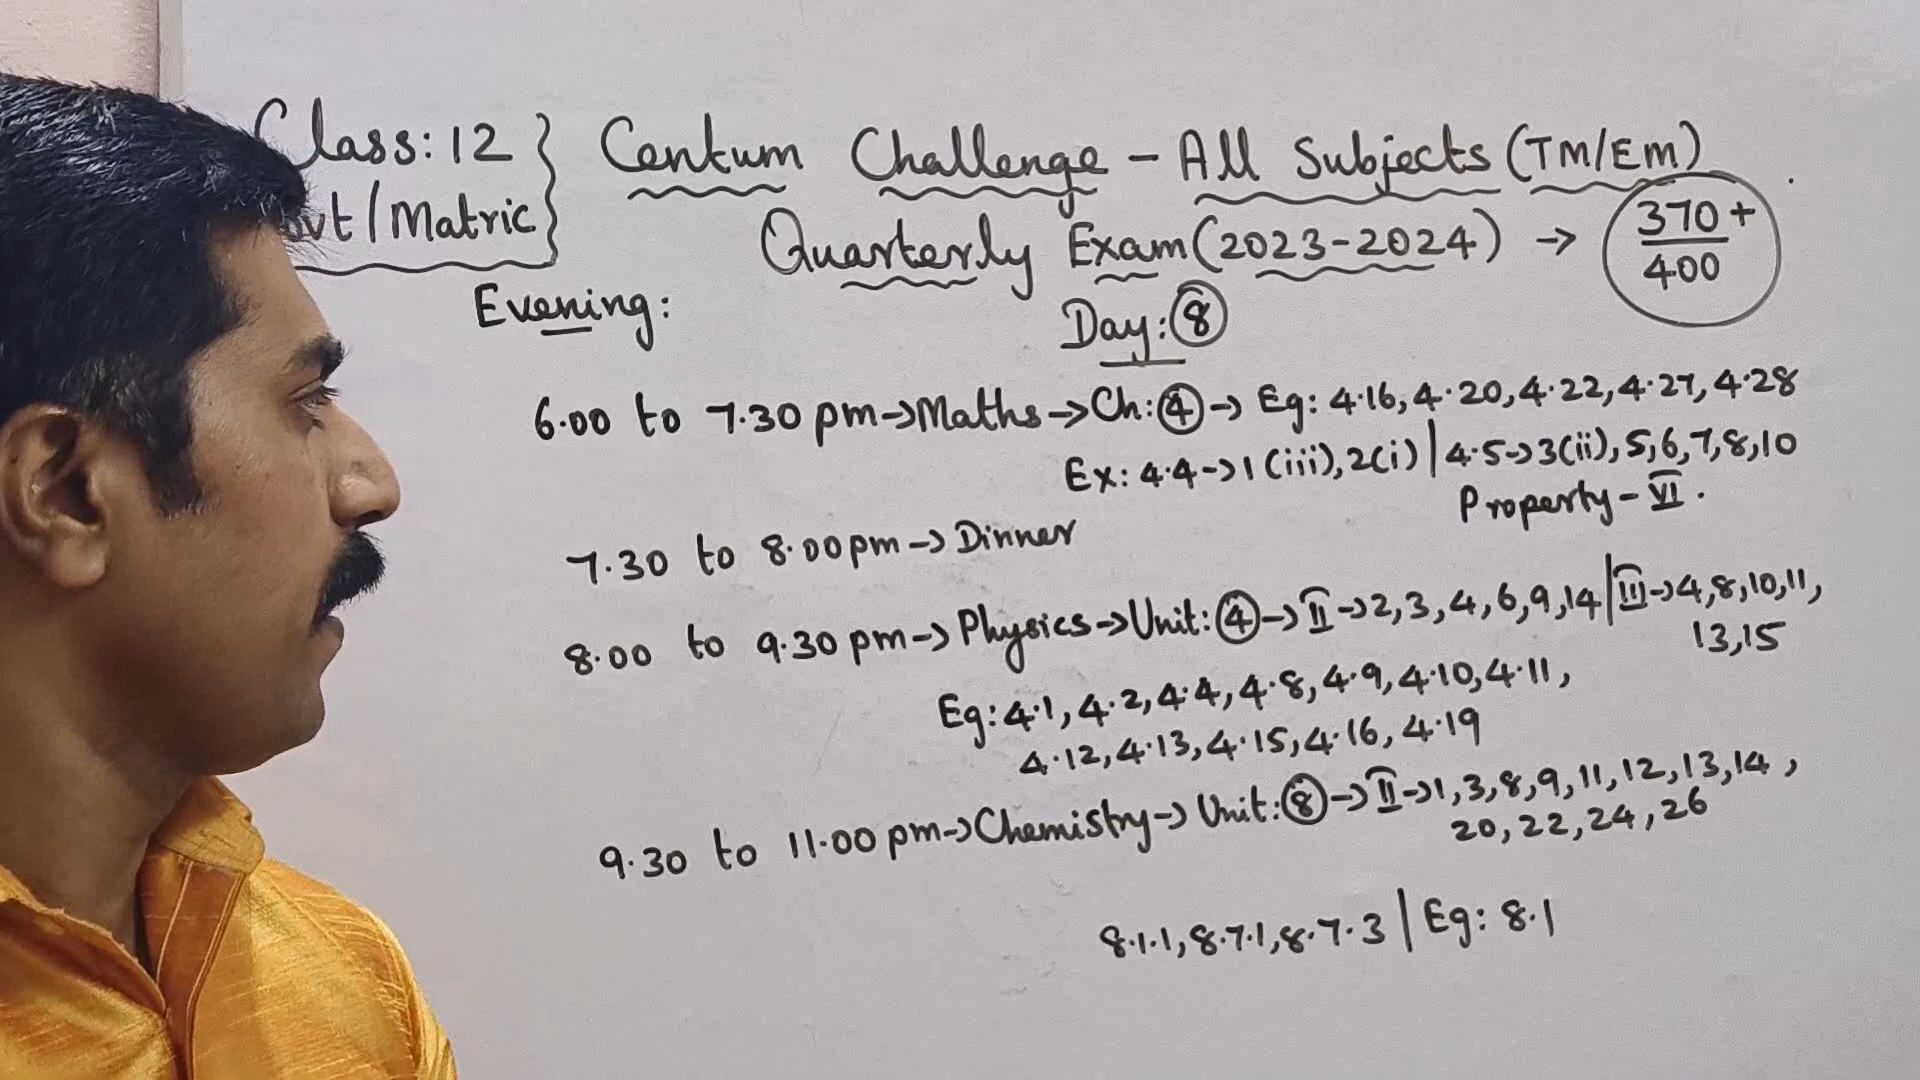 Class: 12 } Centum Challenge - All Subjects (TM/EM)
ovt/Matric
Quarterly Exam (2023-2024) → 370+/400
Evening:
Day: 8
6.00 to 7.30 pm → Maths → Ch: 4 → Eg: 4.16, 4.20, 4.22, 4.27, 4.28
Ex: 4.4 → 1 (iii), 2(i) | 4.5 → 3(ii), 5, 6, 7, 8, 10
Property - VI.
7.30 to 8.00 pm → Dinner
8.00 to 9.30 pm → Physics → Unit: 4 → II → 2, 3, 4, 6, 9, 14 | III → 4, 8, 10, 11,
13, 15
Eg: 4.1, 4.2, 4.4, 4.8, 4.9, 4.10, 4.11,
4.12, 4.13, 4.15, 4.16, 4.19
9.30 to 11.00 pm → Chemistry → Unit: 8 → II → 1, 3, 8, 9, 11, 12, 13, 14,
20, 22, 24, 26
8.1.1, 8.7.1, 8.7.3 | Eg: 8.1